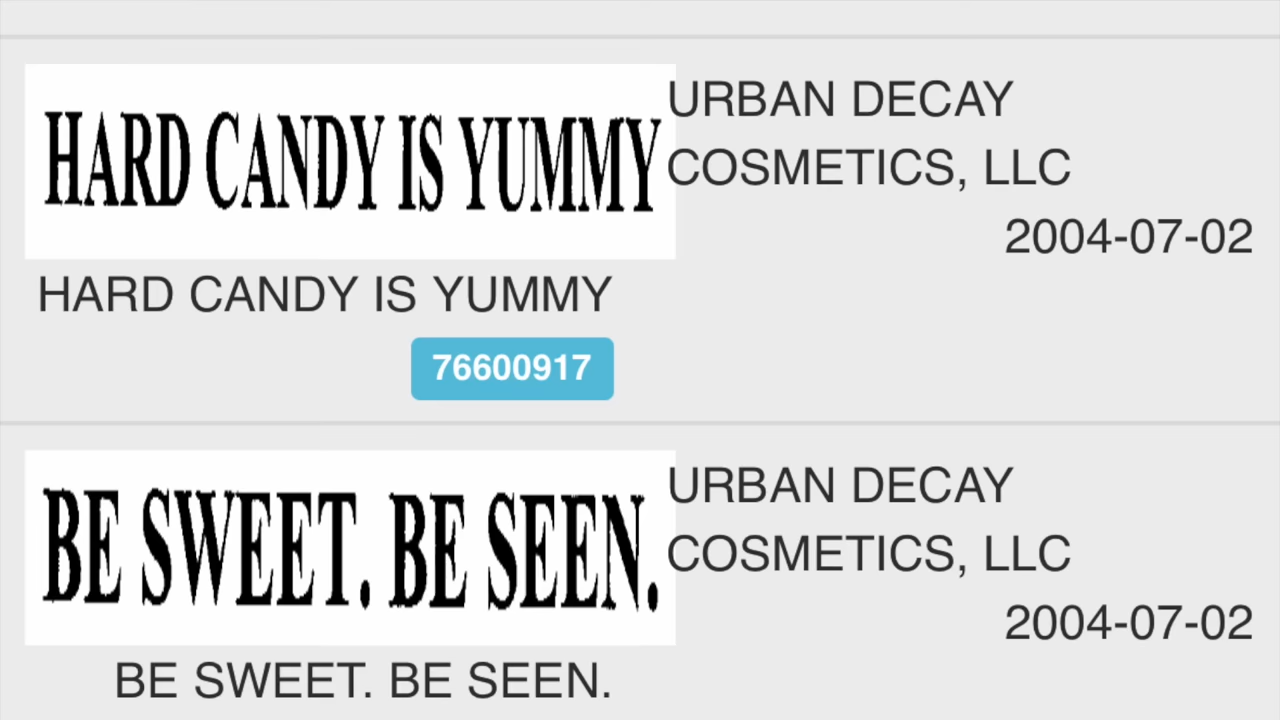 HARD CANDY IS YUMMY
URBAN DECAY
COSMETICS, LLC
2004-07-02
HARD CANDY IS YUMMY
76600917
BE SWEET. BE SEEN.
URBAN DECAY
COSMETICS, LLC
2004-07-02
BE SWEET. BE SEEN.